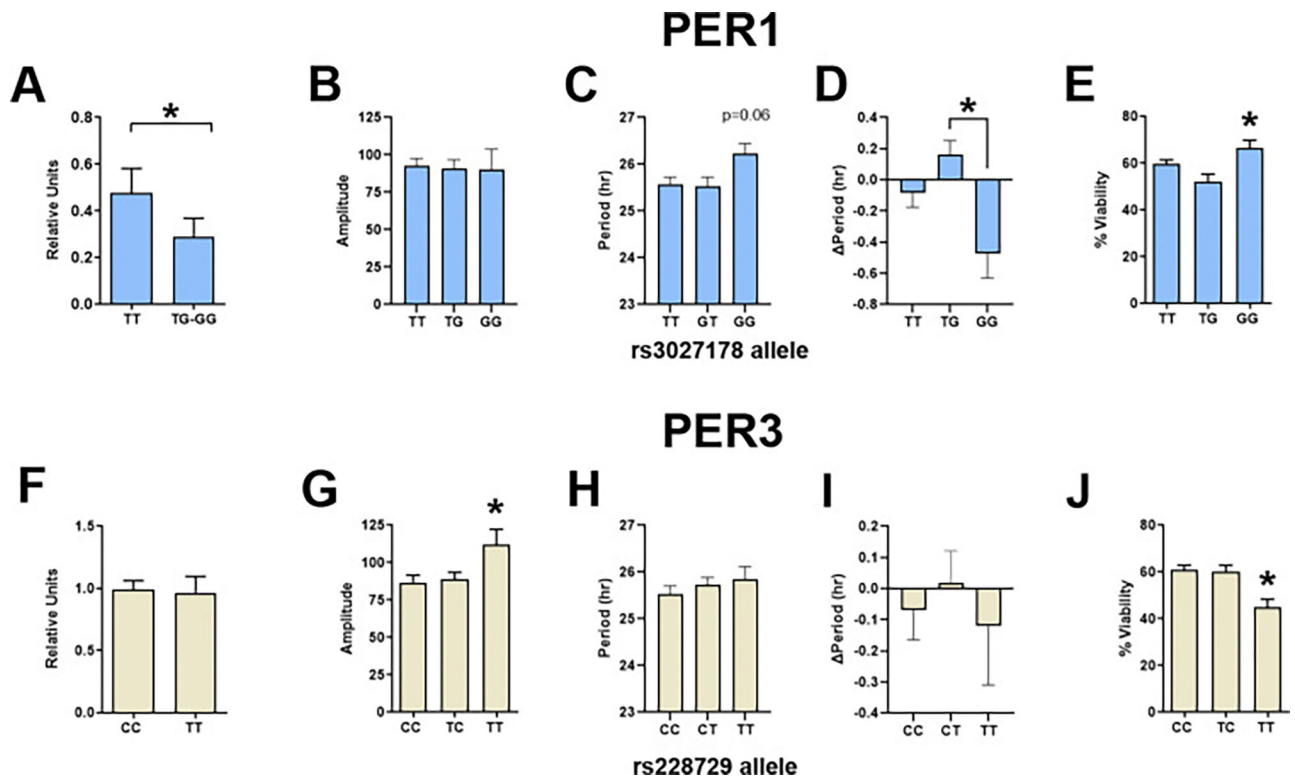 PER1
A
Relative Units
0.8
0.6
0.4
0.2
0.0
*
TT TG-GG
B
Amplitude
125
100
75
50
25
0
TT TG GG
C
Period (hr)
27
26
25
24
23
p=0.06
TT GT GG
D
ΔPeriod (hr)
0.4
0.2
0.0
-0.2
-0.4
-0.6
-0.8
*
TT TG GG
E
% Viability
80
60
40
20
0
*
TT TG GG
rs3027178 allele
PER3
F
Relative Units
1.5
1.0
0.5
0.0
CC TT
G
Amplitude
125
100
75
50
25
0
*
CC TC TT
H
Period (hr)
27
26
25
24
23
CC CT TT
I
ΔPeriod (hr)
0.2
0.1
0.0
-0.1
-0.2
-0.3
-0.4
CC CT TT
J
% Viability
80
60
40
20
0
*
CC TC TT
rs228729 allele